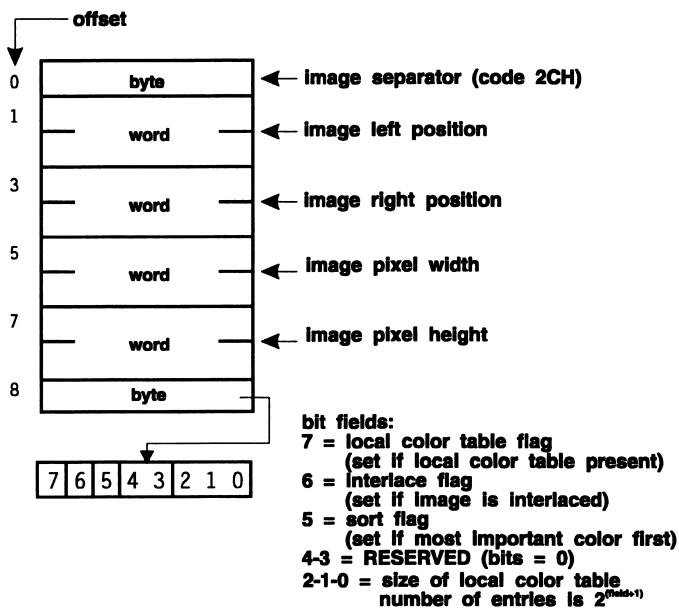 offset
0 byte image separator (code 2CH)
1 word image left position
3 word image right position
5 word image pixel width
7 word image pixel height
8 byte
7 6 5 4 3 2 1 0
bit fields:
7 = local color table flag
(set if local color table present)
6 = interlace flag
(set if image is interlaced)
5 = sort flag
(set if most important color first)
4-3 = RESERVED (bits = 0)
2-1-0 = size of local color table
number of entries is 2^(field+1)